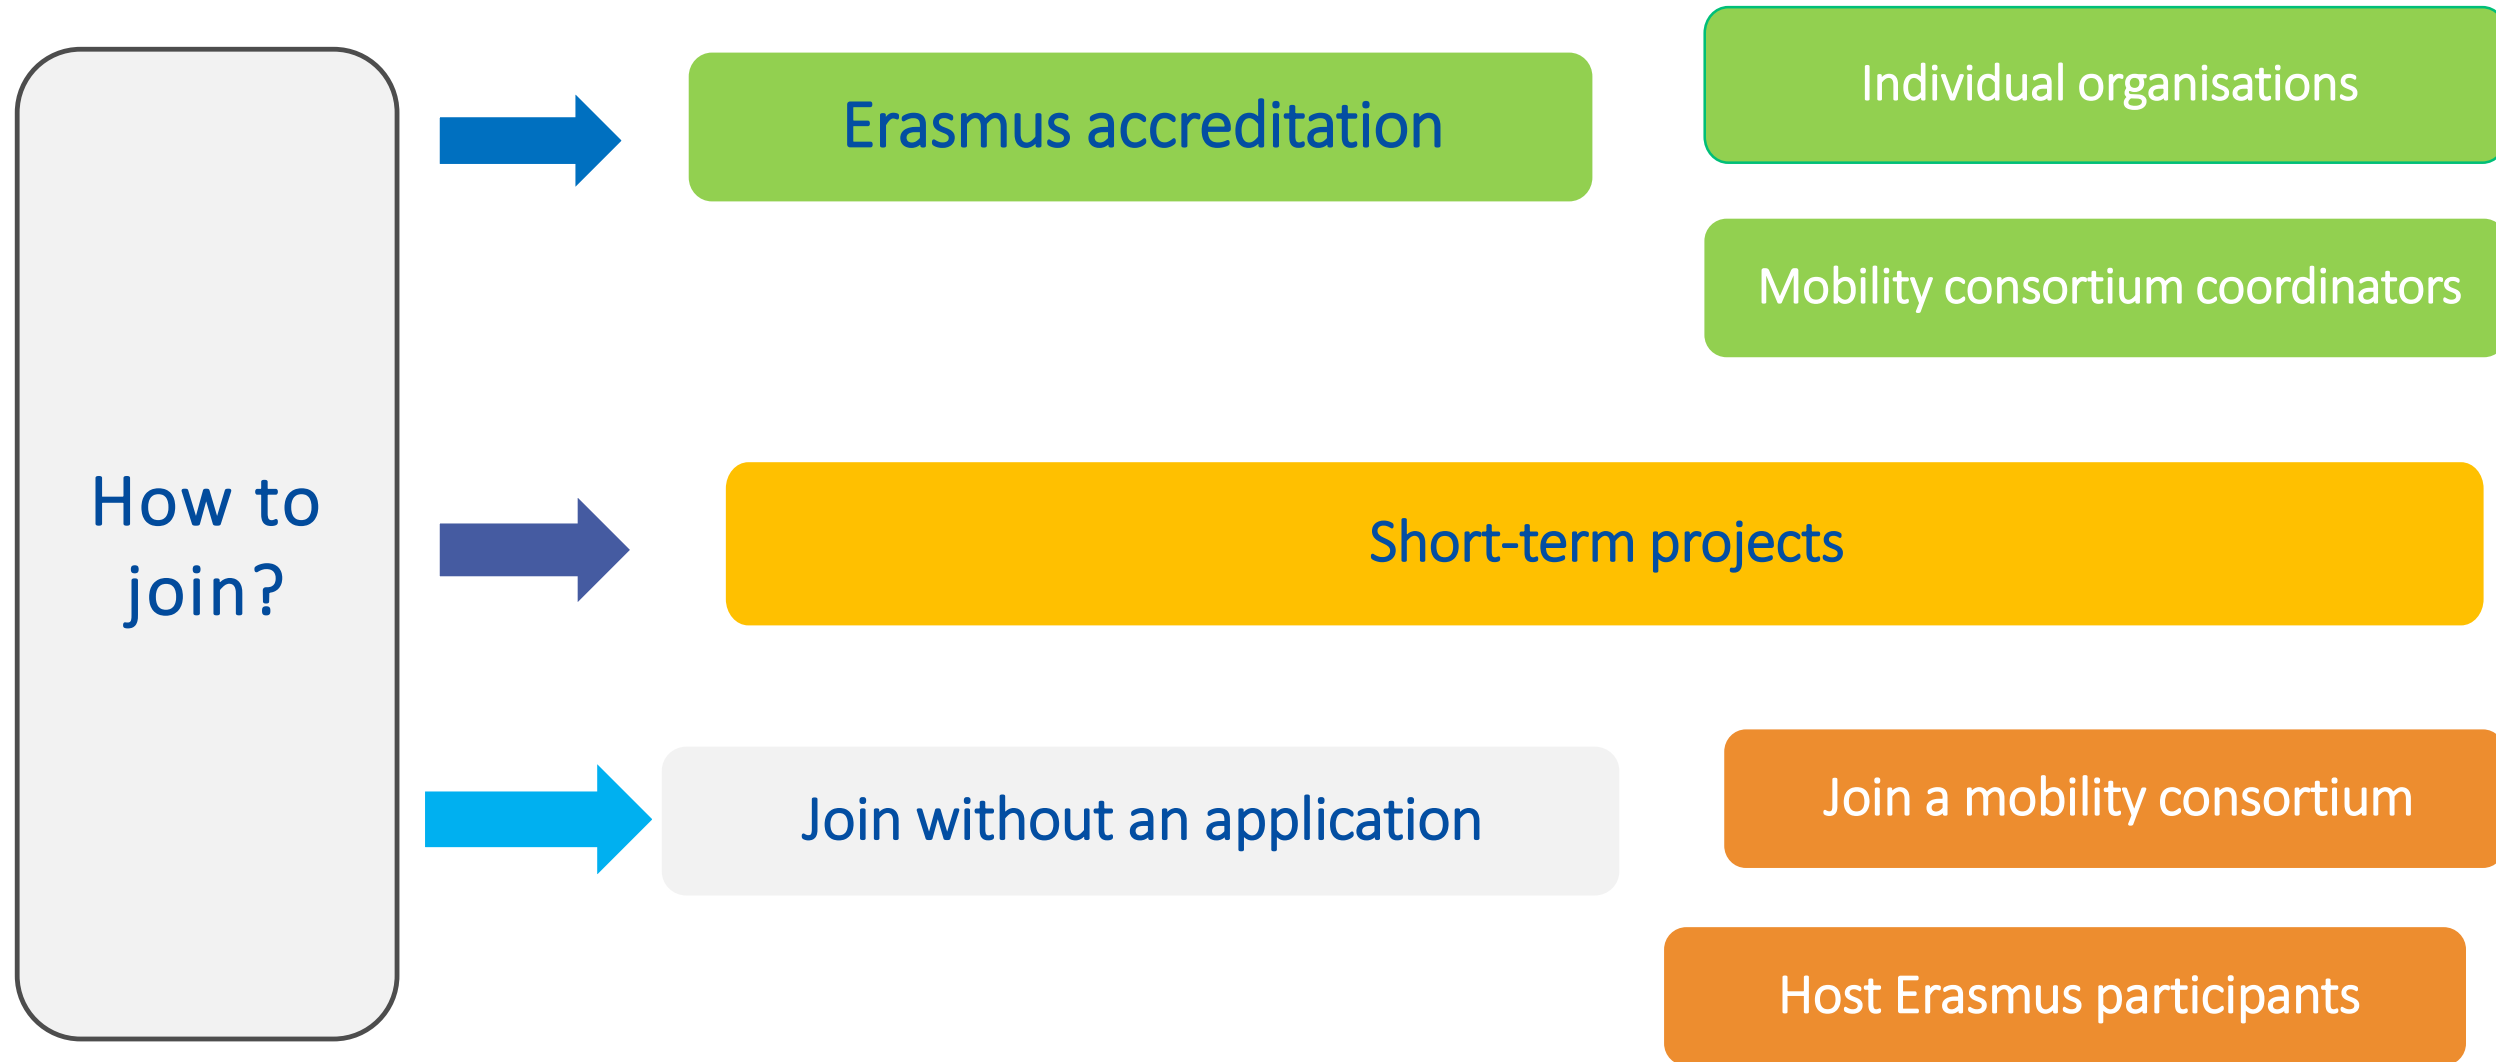 How to
join?
Erasmus accreditation
Individual organisations
Mobility consortium coordinators
Short-term projects
Join without an application
Join a mobility consortium
Host Erasmus participants